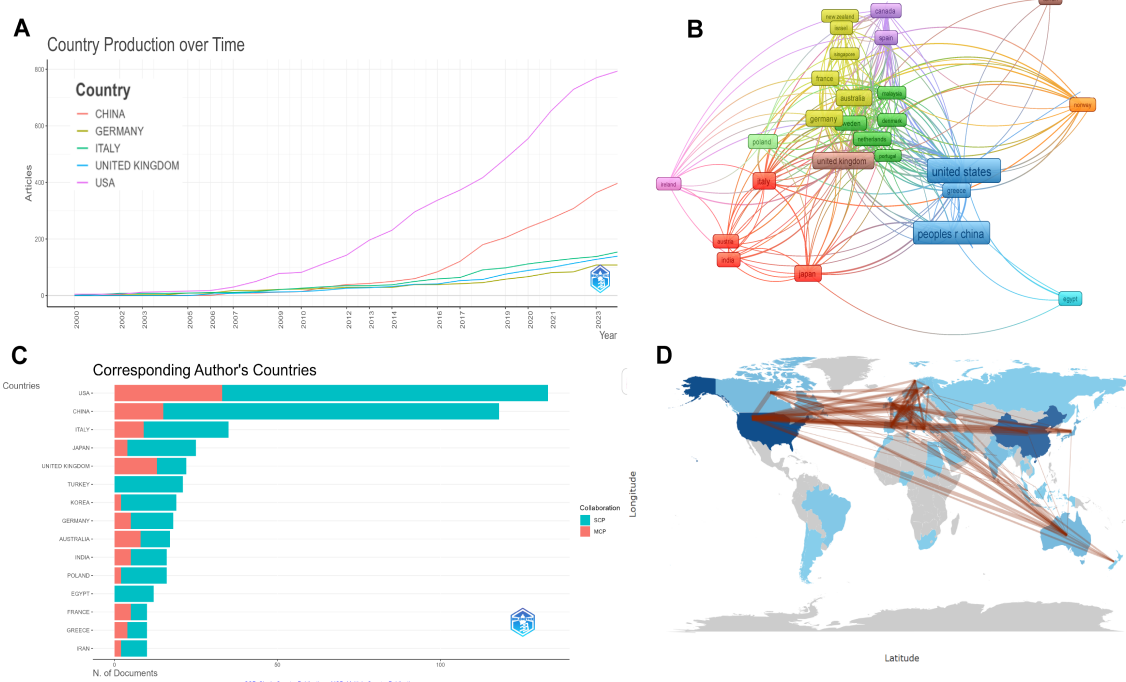 A
Country Production over Time
800
600
400
200
0
Articles
Country
CHINA
GERMANY
ITALY
UNITED KINGDOM
USA
2000
2002
2003
2005
2006
2007
2009
2010
2012
2013
2014
2016
2017
2019
2020
2021
2023
Year
B
new zealand
canada
israel
spain
singapore
france
malaysia
australia
norway
germany
sweden
denmark
poland
netherlands
portugal
united kingdom
united states
ireland
italy
greece
peoples r china
austria
india
japan
egypt
C
Corresponding Author's Countries
Countries
USA
CHINA
ITALY
JAPAN
UNITED KINGDOM
TURKEY
KOREA
GERMANY
AUSTRALIA
INDIA
POLAND
EGYPT
FRANCE
GREECE
IRAN
0
50
100
N. of Documents
Collaboration
SCP
MCP
D
Longitude
Latitude